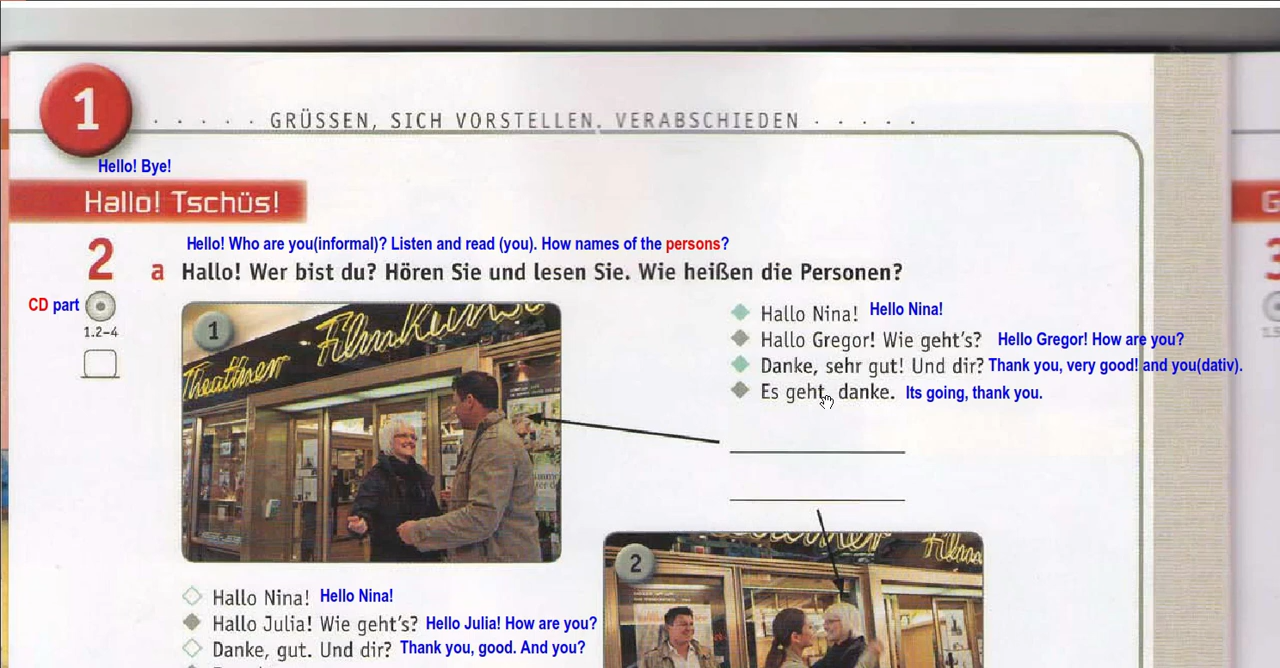 1
GRÜSSEN, SICH VORSTELLEN, VERABSCHIEDEN
Hello! Bye!
Hallo! Tschüs!
Hello! Who are you(informal)? Listen and read (you). How names of the persons?
2 a Hallo! Wer bist du? Hören Sie und lesen Sie. Wie heißen die Personen?
CD part
1.2–4
1
Theatiner Filmkunst
Hallo Nina! Hello Nina!
Hallo Gregor! Wie geht's? Hello Gregor! How are you?
Danke, sehr gut! Und dir? Thank you, very good! and you(dativ).
Es geht, danke. Its going, thank you.
2
Hallo Nina! Hello Nina!
Hallo Julia! Wie geht's? Hello Julia! How are you?
Danke, gut. Und dir? Thank you, good. And you?
G
3